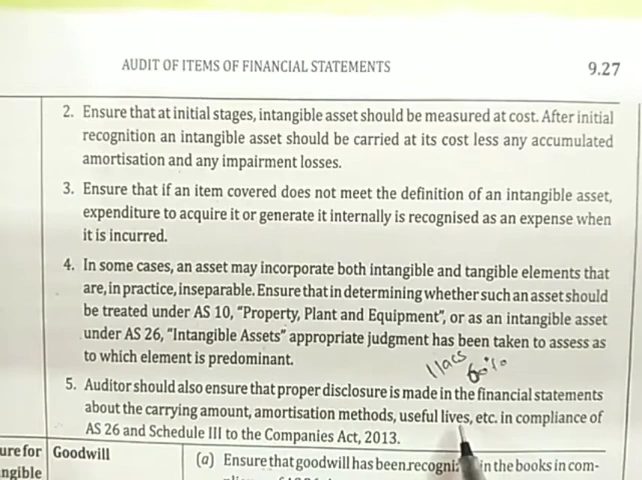 AUDIT OF ITEMS OF FINANCIAL STATEMENTS 9.27
2. Ensure that at initial stages, intangible asset should be measured at cost. After initial
recognition an intangible asset should be carried at its cost less any accumulated
amortisation and any impairment losses.
3. Ensure that if an item covered does not meet the definition of an intangible asset,
expenditure to acquire it or generate it internally is recognised as an expense when
it is incurred.
4. In some cases, an asset may incorporate both intangible and tangible elements that
are, in practice, inseparable. Ensure that in determining whether such an asset should
be treated under AS 10, “Property, Plant and Equipment”, or as an intangible asset
under AS 26, “Intangible Assets” appropriate judgment has been taken to assess as
to which element is predominant.
1 lacs
60%
5. Auditor should also ensure that proper disclosure is made in the financial statements
about the carrying amount, amortisation methods, useful lives, etc. in compliance of
AS 26 and Schedule III to the Companies Act, 2013.
ure for Goodwill (a) Ensure that goodwill has been in the books in com-
ngible